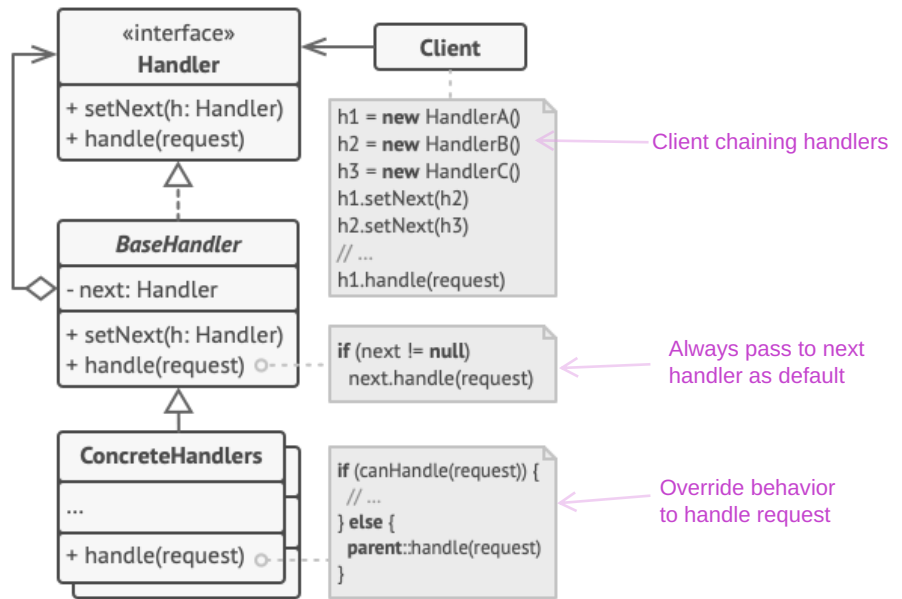 «interface»
Handler
+ setNext(h: Handler)
+ handle(request)
Client
h1 = new HandlerA()
h2 = new HandlerB()
h3 = new HandlerC()
h1.setNext(h2)
h2.setNext(h3)
// ...
h1.handle(request)
Client chaining handlers
BaseHandler
- next: Handler
+ setNext(h: Handler)
+ handle(request)
if (next != null)
next.handle(request)
Always pass to next
handler as default
ConcreteHandlers
...
+ handle(request)
if (canHandle(request)) {
// ...
} else {
parent::handle(request)
}
Override behavior
to handle request